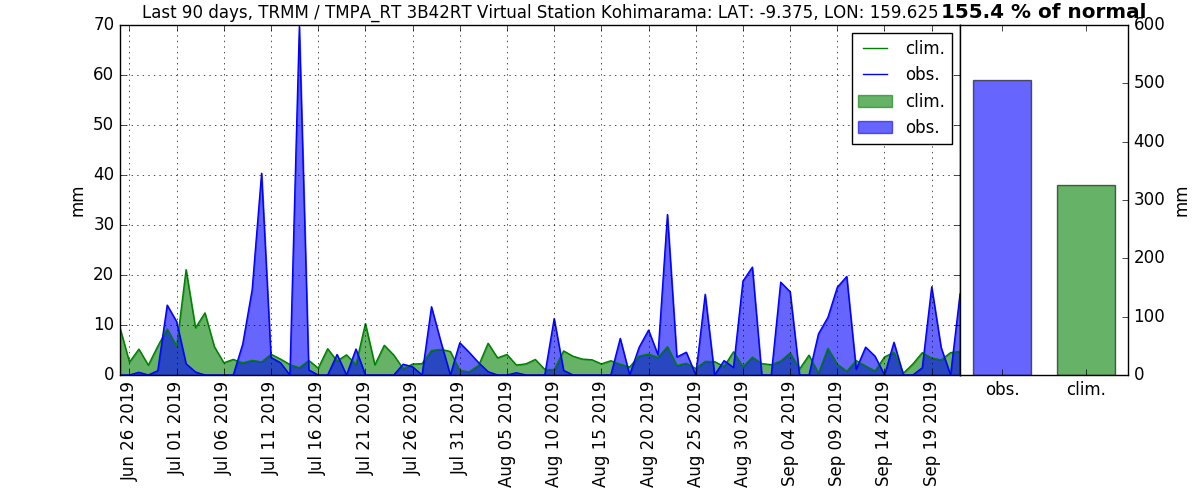 Last 90 days, TRMM / TMPA_RT 3B42RT Virtual Station Kohimarama: LAT: -9.375, LON: 159.625 155.4 % of normal
70
60
50
40
30
20
10
0
mm
clim.
obs.
clim.
obs.
600
500
400
300
200
100
0
mm
obs.
clim.
Jun 26 2019
Jul 01 2019
Jul 06 2019
Jul 11 2019
Jul 16 2019
Jul 21 2019
Jul 26 2019
Jul 31 2019
Aug 05 2019
Aug 10 2019
Aug 15 2019
Aug 20 2019
Aug 25 2019
Aug 30 2019
Sep 04 2019
Sep 09 2019
Sep 14 2019
Sep 19 2019